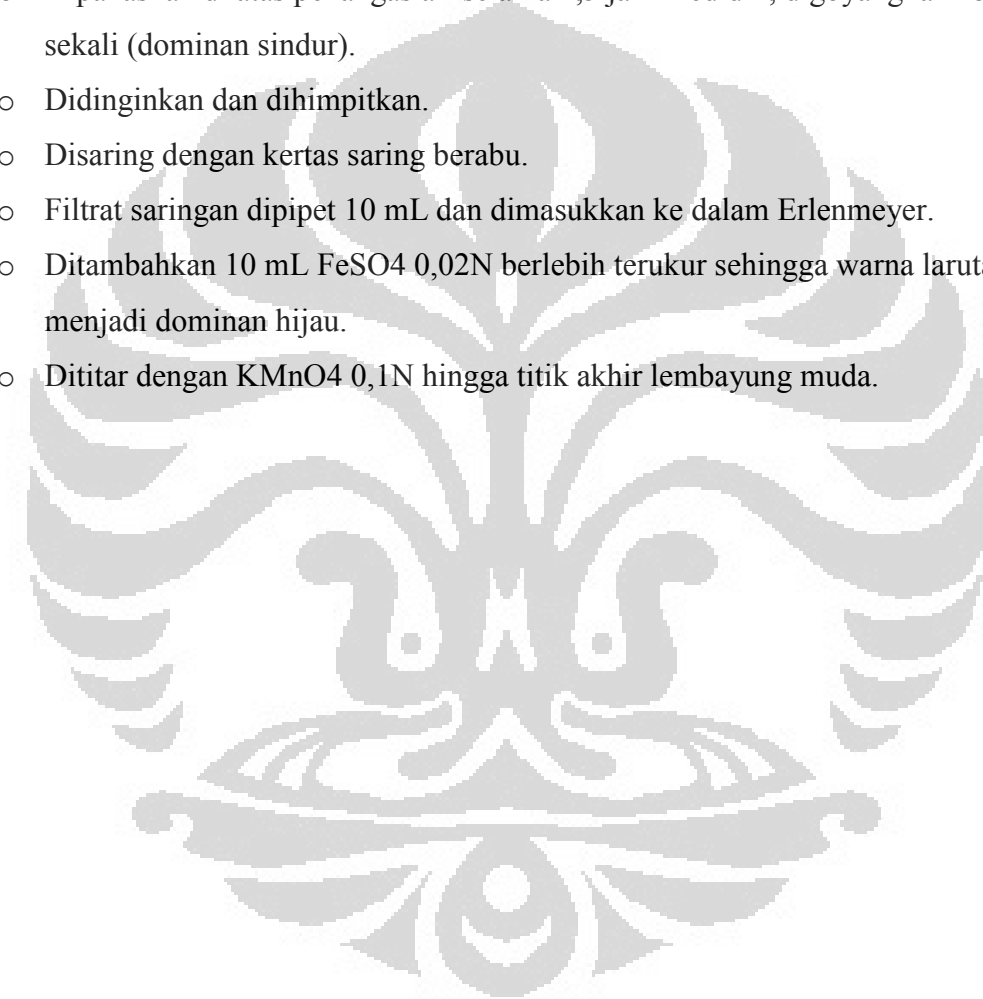 sekali (dominan sindur).
o Didinginkan dan dihimpitkan.
o Disaring dengan kertas saring berabu.
o Filtrat saringan dipipet 10 mL dan dimasukkan ke dalam Erlenmeyer.
o Ditambahkan 10 mL FeSO4 0,02N berlebih terukur sehingga warna laruta
menjadi dominan hijau.
o Dititar dengan KMnO4 0,1N hingga titik akhir lembayung muda.